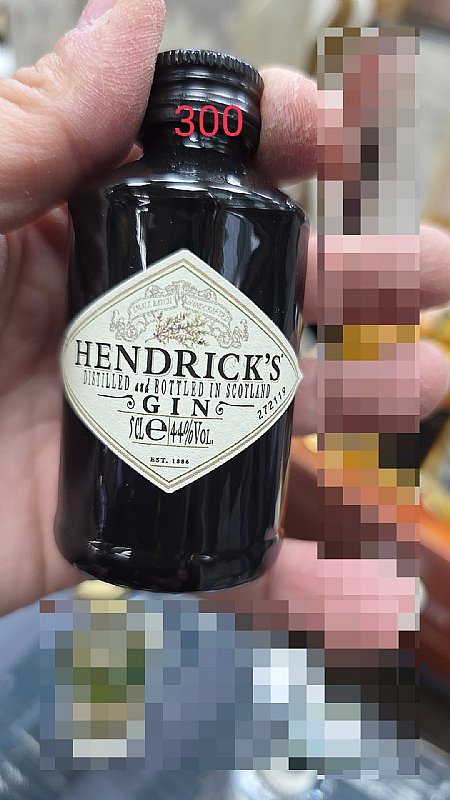 300
SMALL BATCH
HENDRICK'S
DISTILLED and BOTTLED IN SCOTLAND
GIN
5CL e 44%VOL.
272119
EST. 1886